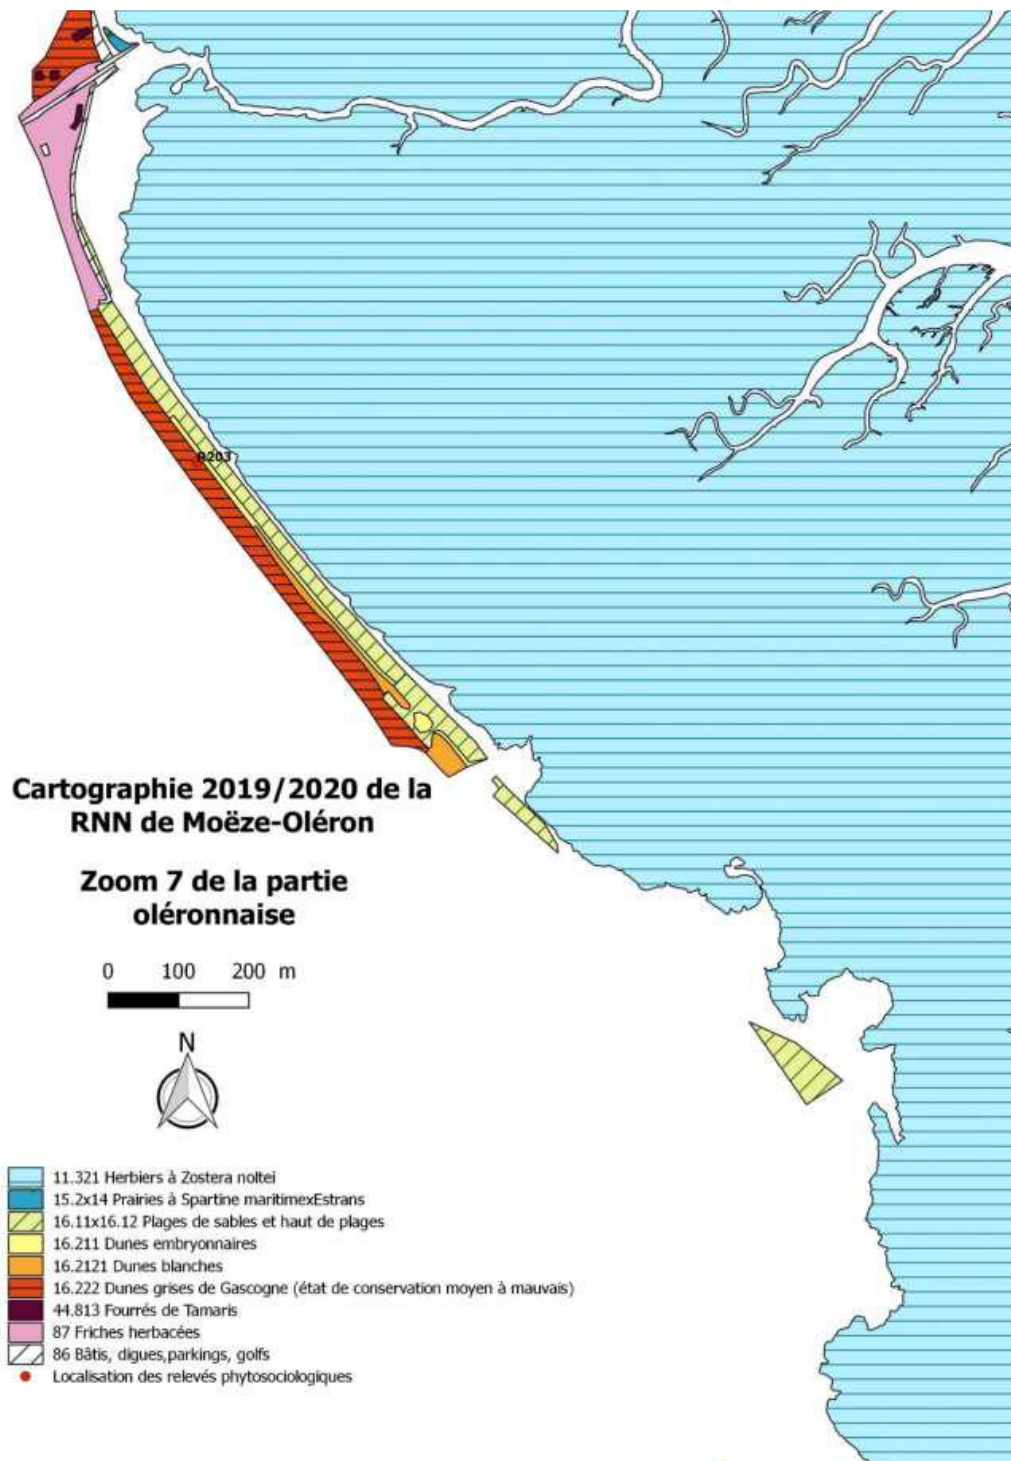 R203
Cartographie 2019/2020 de la
RNN de Moëze-Oléron
Zoom 7 de la partie
oléronnaise
0 100 200 m
N
11.321 Herbiers à Zostera noltei
15.2x14 Prairies à Spartine maritimexEstrans
16.11x16.12 Plages de sables et haut de plages
16.211 Dunes embryonnaires
16.2121 Dunes blanches
16.222 Dunes grises de Gascogne (état de conservation moyen à mauvais)
44.813 Fourrés de Tamaris
87 Friches herbacées
86 Bâtis, digues,parkings, golfs
Localisation des relevés phytosociologiques